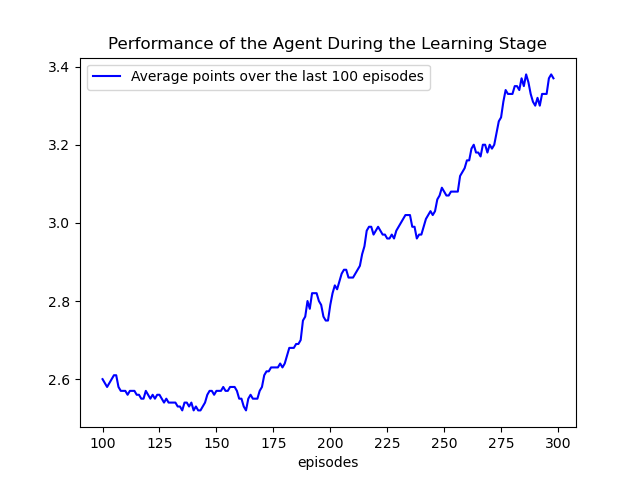 Performance of the Agent During the Learning Stage
Average points over the last 100 episodes
3.4
3.2
3.0
2.8
2.6
100 125 150 175 200 225 250 275 300
episodes